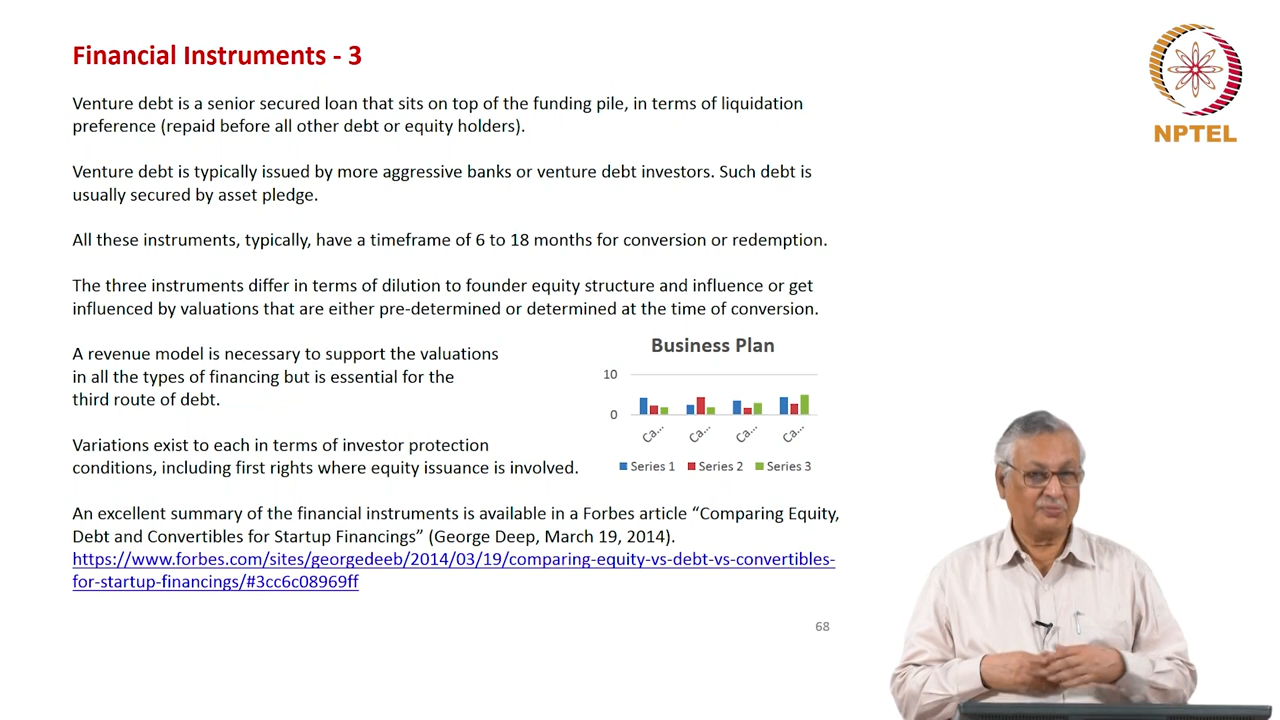 Financial Instruments - 3
NPTEL
Venture debt is a senior secured loan that sits on top of the funding pile, in terms of liquidation
preference (repaid before all other debt or equity holders).
Venture debt is typically issued by more aggressive banks or venture debt investors. Such debt is
usually secured by asset pledge.
All these instruments, typically, have a timeframe of 6 to 18 months for conversion or redemption.
The three instruments differ in terms of dilution to founder equity structure and influence or get
influenced by valuations that are either pre-determined or determined at the time of conversion.
A revenue model is necessary to support the valuations
in all the types of financing but is essential for the
third route of debt.
Variations exist to each in terms of investor protection
conditions, including first rights where equity issuance is involved.
Business Plan
10
0
Ca... Ca... Ca... Ca...
Series 1 Series 2 Series 3
An excellent summary of the financial instruments is available in a Forbes article “Comparing Equity,
Debt and Convertibles for Startup Financings” (George Deep, March 19, 2014).
https://www.forbes.com/sites/georgedeeb/2014/03/19/comparing-equity-vs-debt-vs-convertibles-
for-startup-financings/#3cc6c08969ff
68